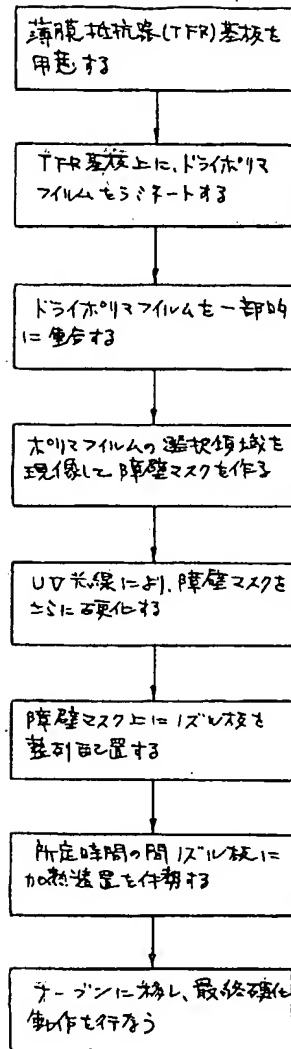 薄膜抵抗器(TFR)基板を
用意する
TFR基板上に、ドライポリマ
フイルムをラミネートする
ドライポリマフイルムを一部的
に重合する
ポリマフイルムの選択領域を
現像して障壁マスクを作る
UV光線により、障壁マスクを
さらに硬化する
障壁マスク上にノズル板を
整列配置する
所定時間の間ノズル板に
加熱装置を付勢する
オーブンに移し、最終硬化
動作を行なう